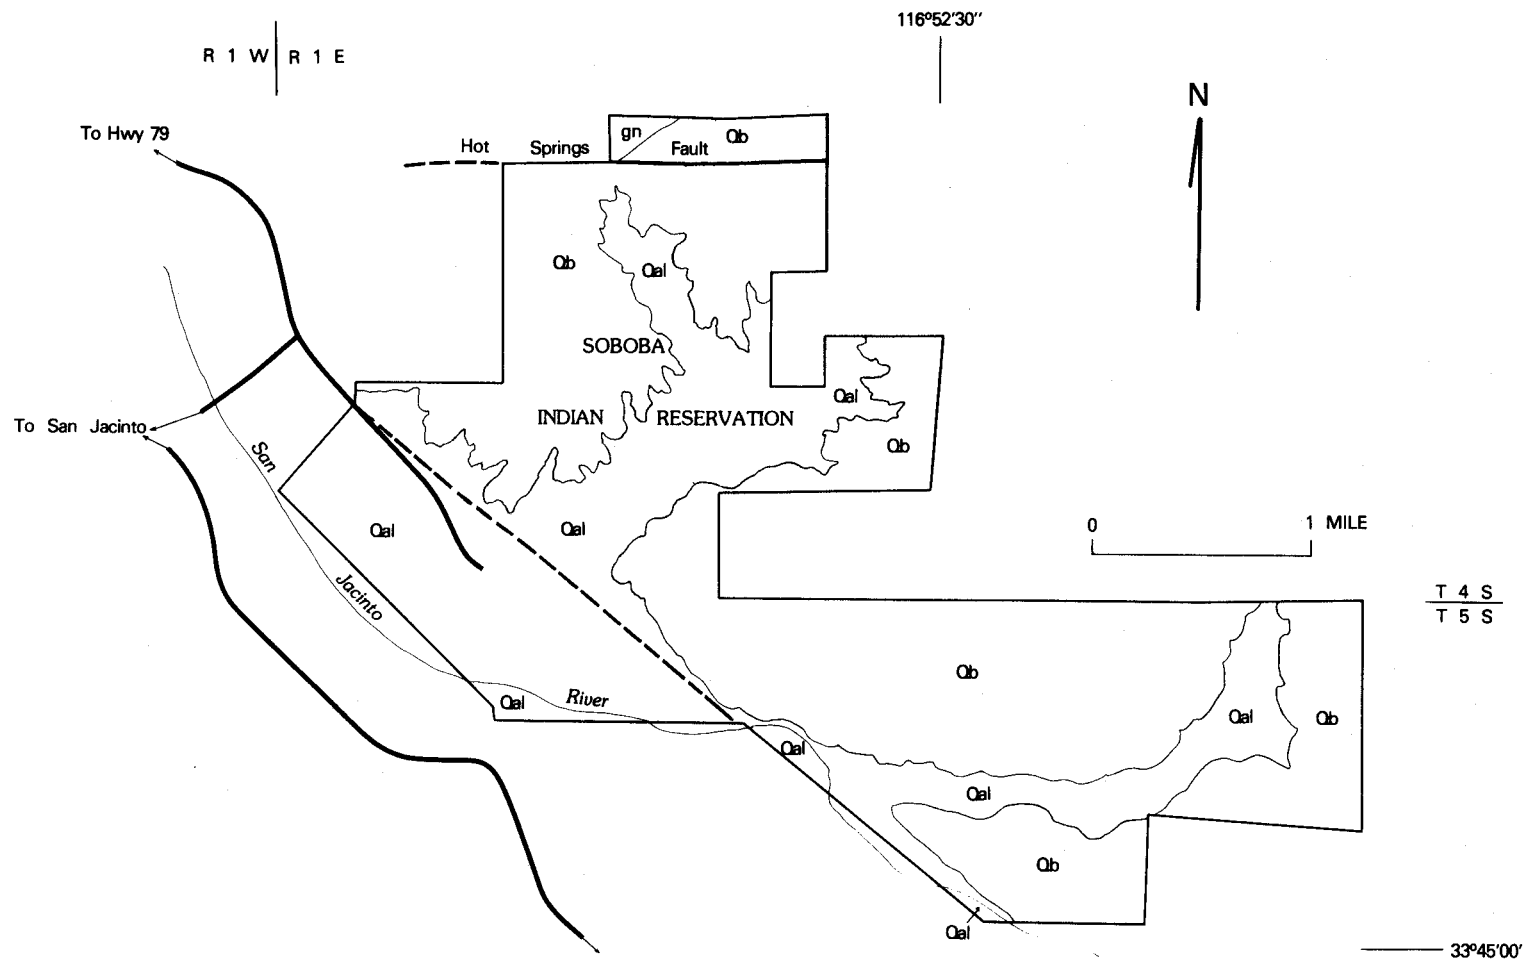 116°52'30"
R 1 W R 1 E
N
To Hwy 79
gn Qb
Hot Springs Fault
Qb Qal
SOBOBA
Qal
To San Jacinto
INDIAN RESERVATION
Qb
San
Qal Qal
0 1 MILE
Jacinto
T 4 S
T 5 S
Qb
Qal River
Qal Qb
Qal
Qal
Qb
Qal
33°45'00'